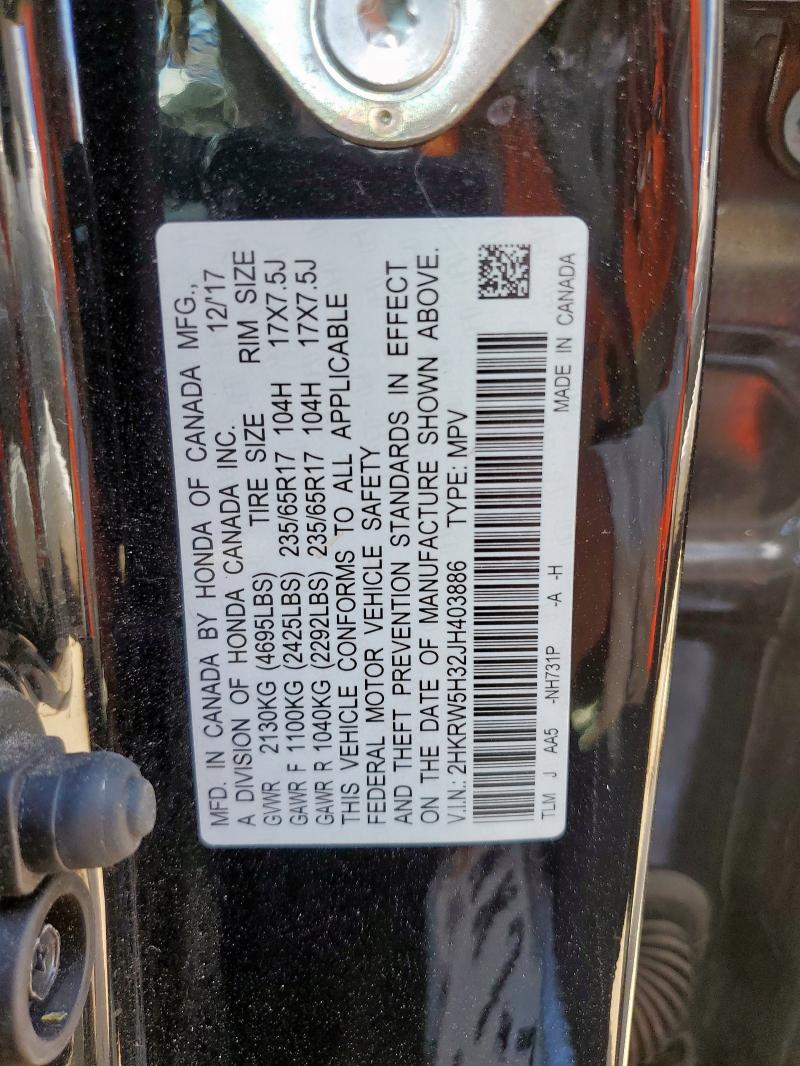 MFD. IN CANADA BY HONDA OF CANADA MFG.,
A DIVISION OF HONDA CANADA INC. 12/'17
GVWR 2130KG (4695LBS) TIRE SIZE RIM SIZE
GAWR F 1100KG (2425LBS) 235/65R17 104H 17X7.5J
GAWR R 1040KG (2292LBS) 235/65R17 104H 17X7.5J
THIS VEHICLE CONFORMS TO ALL APPLICABLE
FEDERAL MOTOR VEHICLE SAFETY
AND THEFT PREVENTION STANDARDS IN EFFECT
ON THE DATE OF MANUFACTURE SHOWN ABOVE.
V.I.N.: 2HKRW5H32JH403886 TYPE: MPV
TLM J AA5 -NH731P -A -H MADE IN CANADA